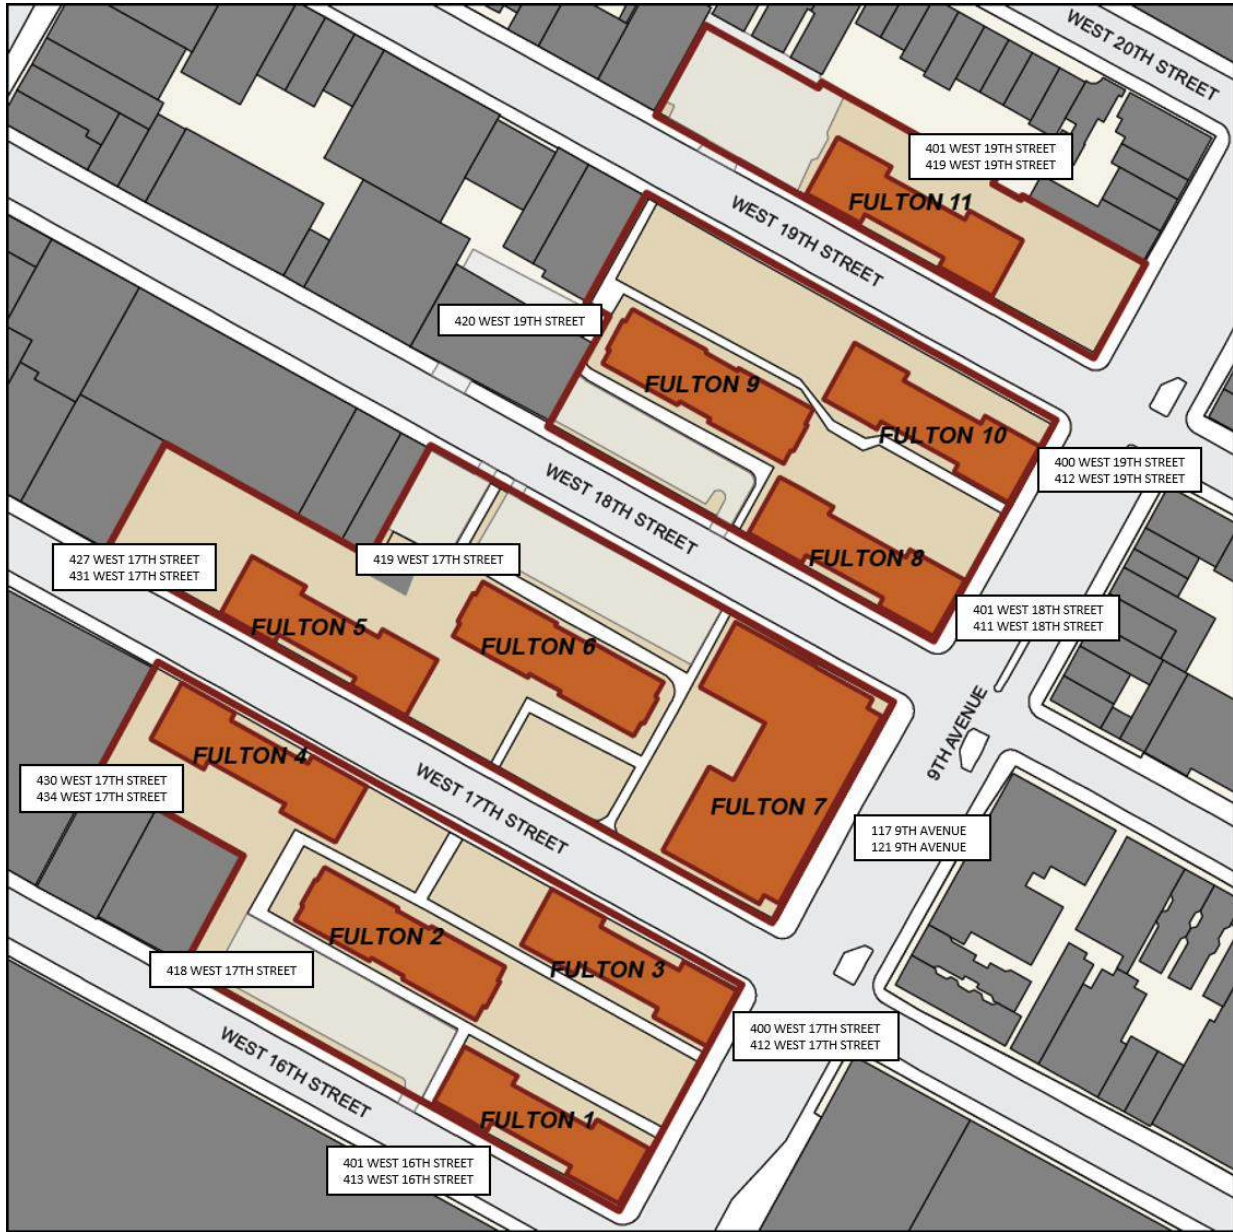 WEST 20TH STREET
401 WEST 19TH STREET
419 WEST 19TH STREET
FULTON 11
WEST 19TH STREET
420 WEST 19TH STREET
FULTON 9
FULTON 10
400 WEST 19TH STREET
412 WEST 19TH STREET
WEST 18TH STREET
FULTON 8
427 WEST 17TH STREET
431 WEST 17TH STREET
419 WEST 17TH STREET
401 WEST 18TH STREET
411 WEST 18TH STREET
FULTON 5
FULTON 6
9TH AVENUE
FULTON 4
430 WEST 17TH STREET
434 WEST 17TH STREET
WEST 17TH STREET
FULTON 7
117 9TH AVENUE
121 9TH AVENUE
FULTON 2
418 WEST 17TH STREET
FULTON 3
400 WEST 17TH STREET
412 WEST 17TH STREET
WEST 16TH STREET
FULTON 1
401 WEST 16TH STREET
413 WEST 16TH STREET